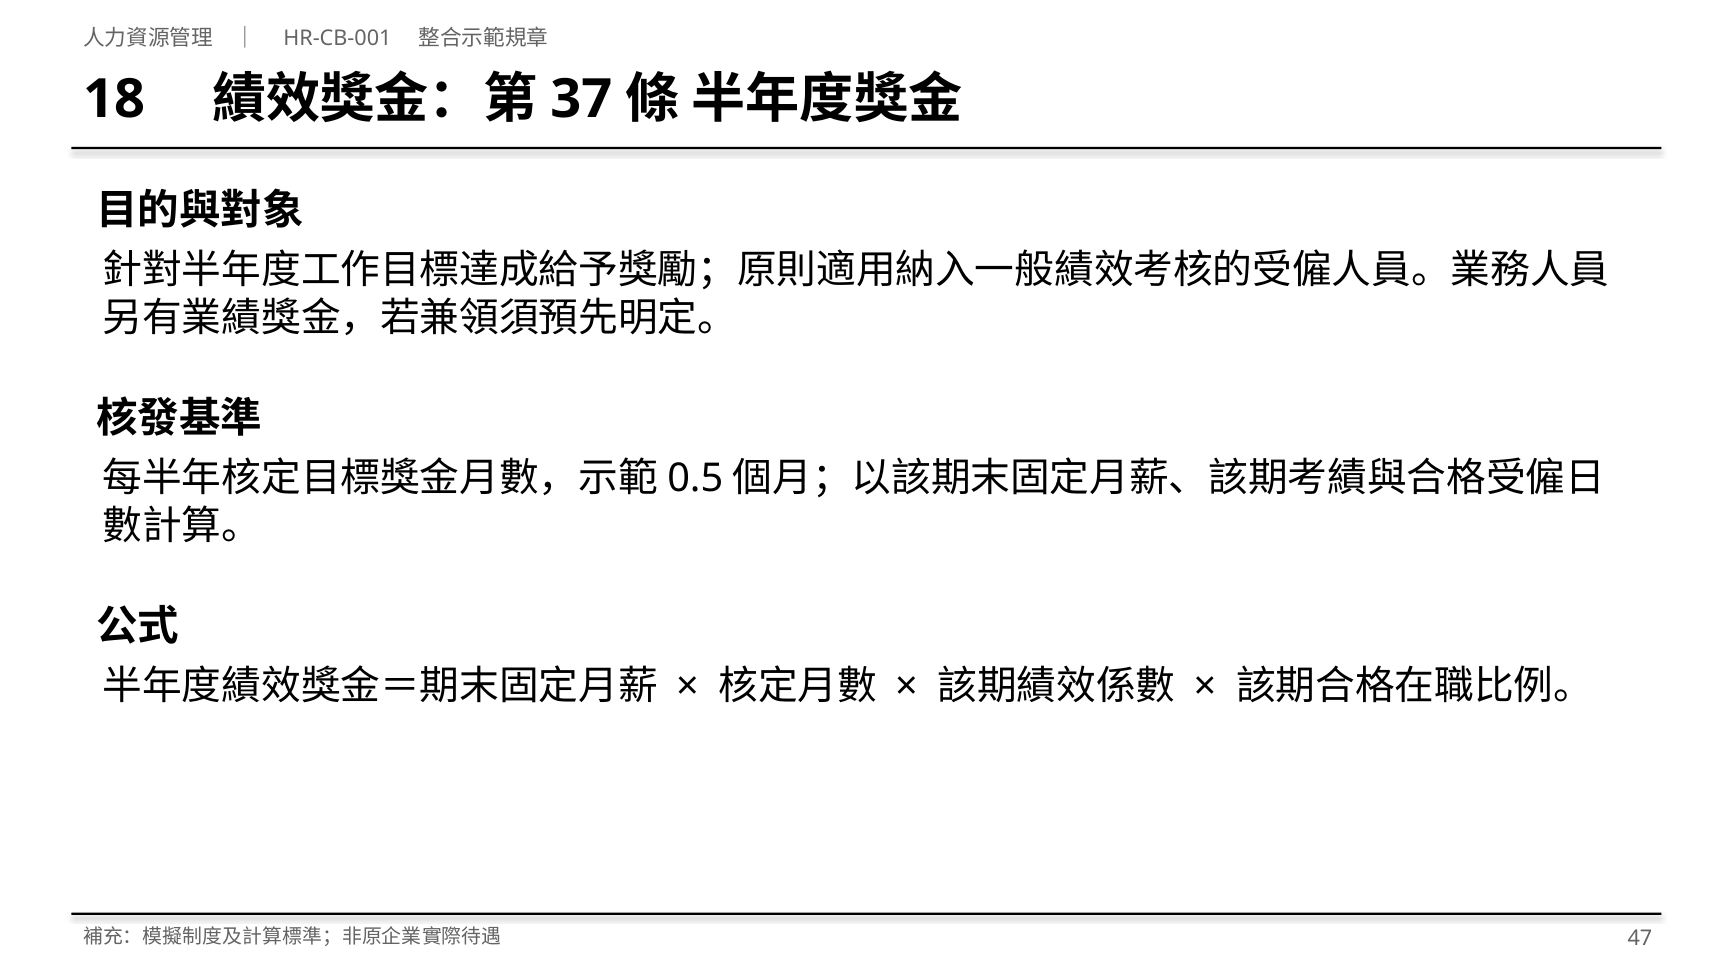 人力資源管理 ｜ HR-CB-001 整合示範規章
18 績效獎金：第 37 條 半年度獎金
目的與對象
針對半年度工作目標達成給予獎勵；原則適用納入一般績效考核的受僱人員。業務人員
另有業績獎金，若兼領須預先明定。
核發基準
每半年核定目標獎金月數，示範 0.5 個月；以該期末固定月薪、該期考績與合格受僱日
數計算。
公式
半年度績效獎金＝期末固定月薪 × 核定月數 × 該期績效係數 × 該期合格在職比例。
補充：模擬制度及計算標準；非原企業實際待遇
47